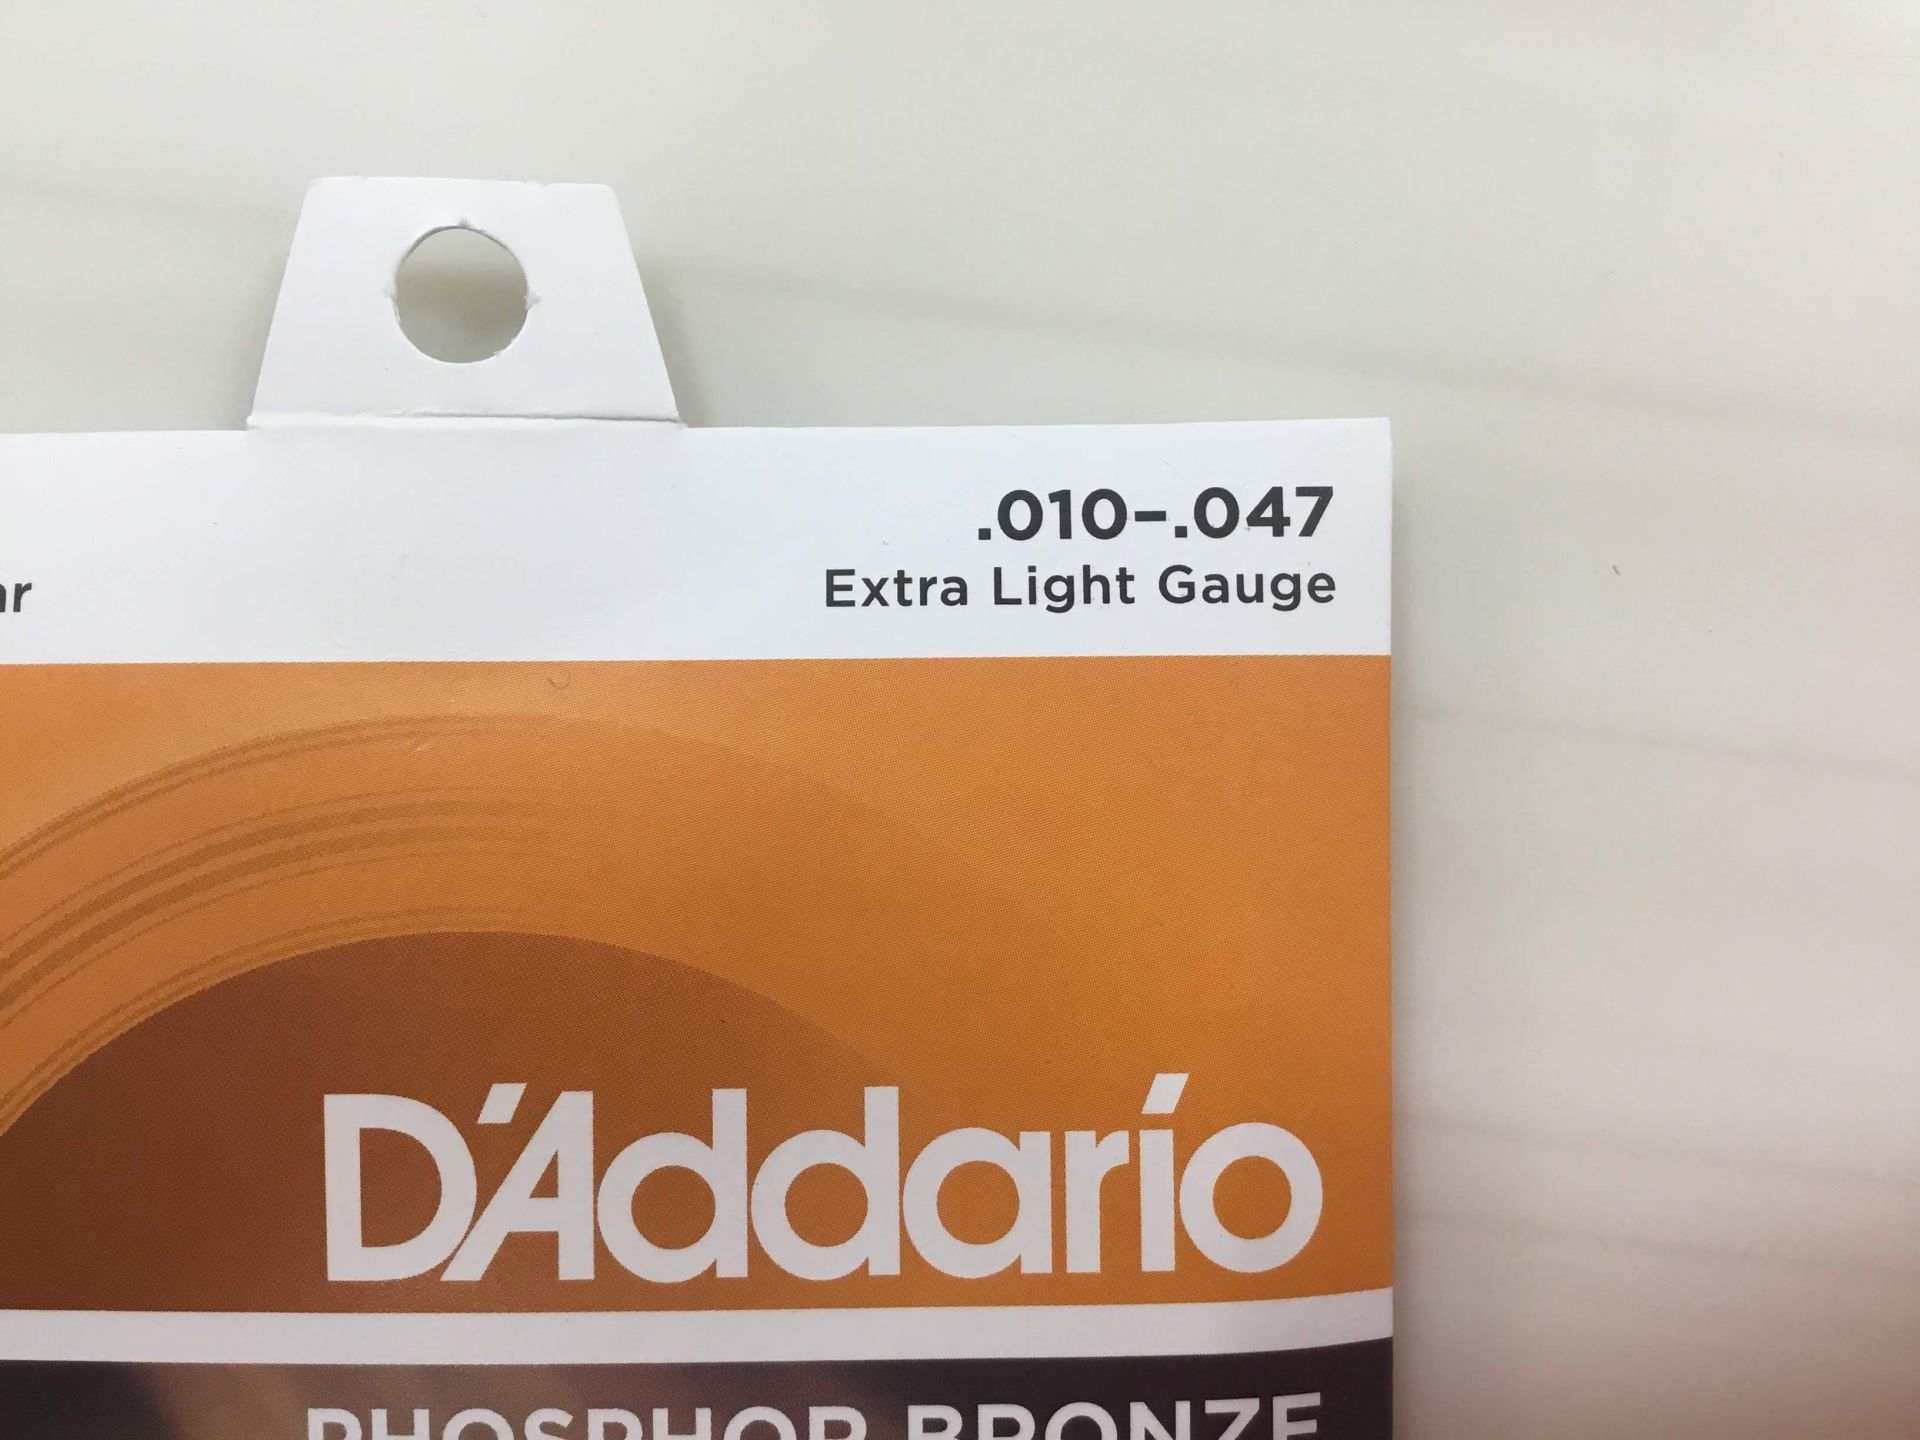 .010–.047
Extra Light Gauge
D'Addario
PHOSPHOR BRONZE